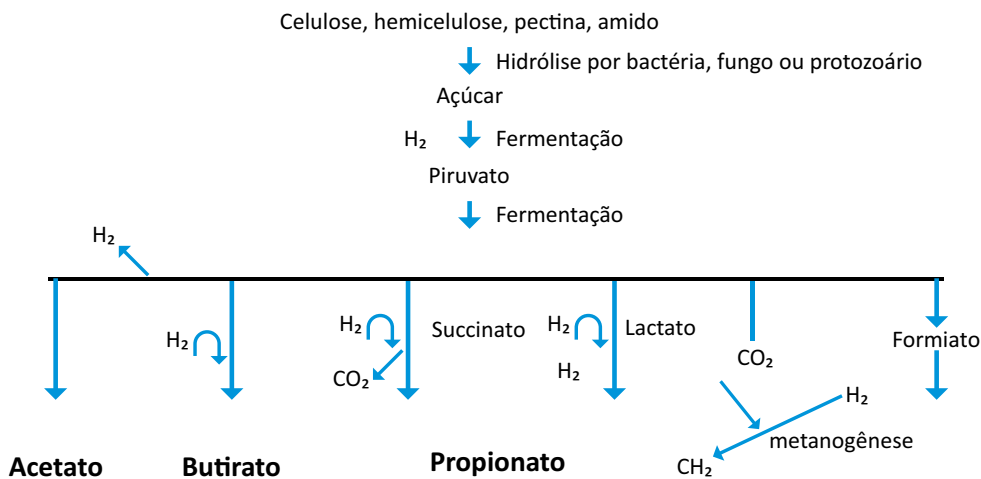 Celulose, hemicelulose, pectina, amido
Hidrólise por bactéria, fungo ou protozoário
Açúcar
H₂ Fermentação
Piruvato
Fermentação
H₂
H₂
H₂ Succinato
CO₂
H₂ Lactato
H₂
CO₂
Formiato
H₂
metanogênese
CH₂
Acetato Butirato Propionato